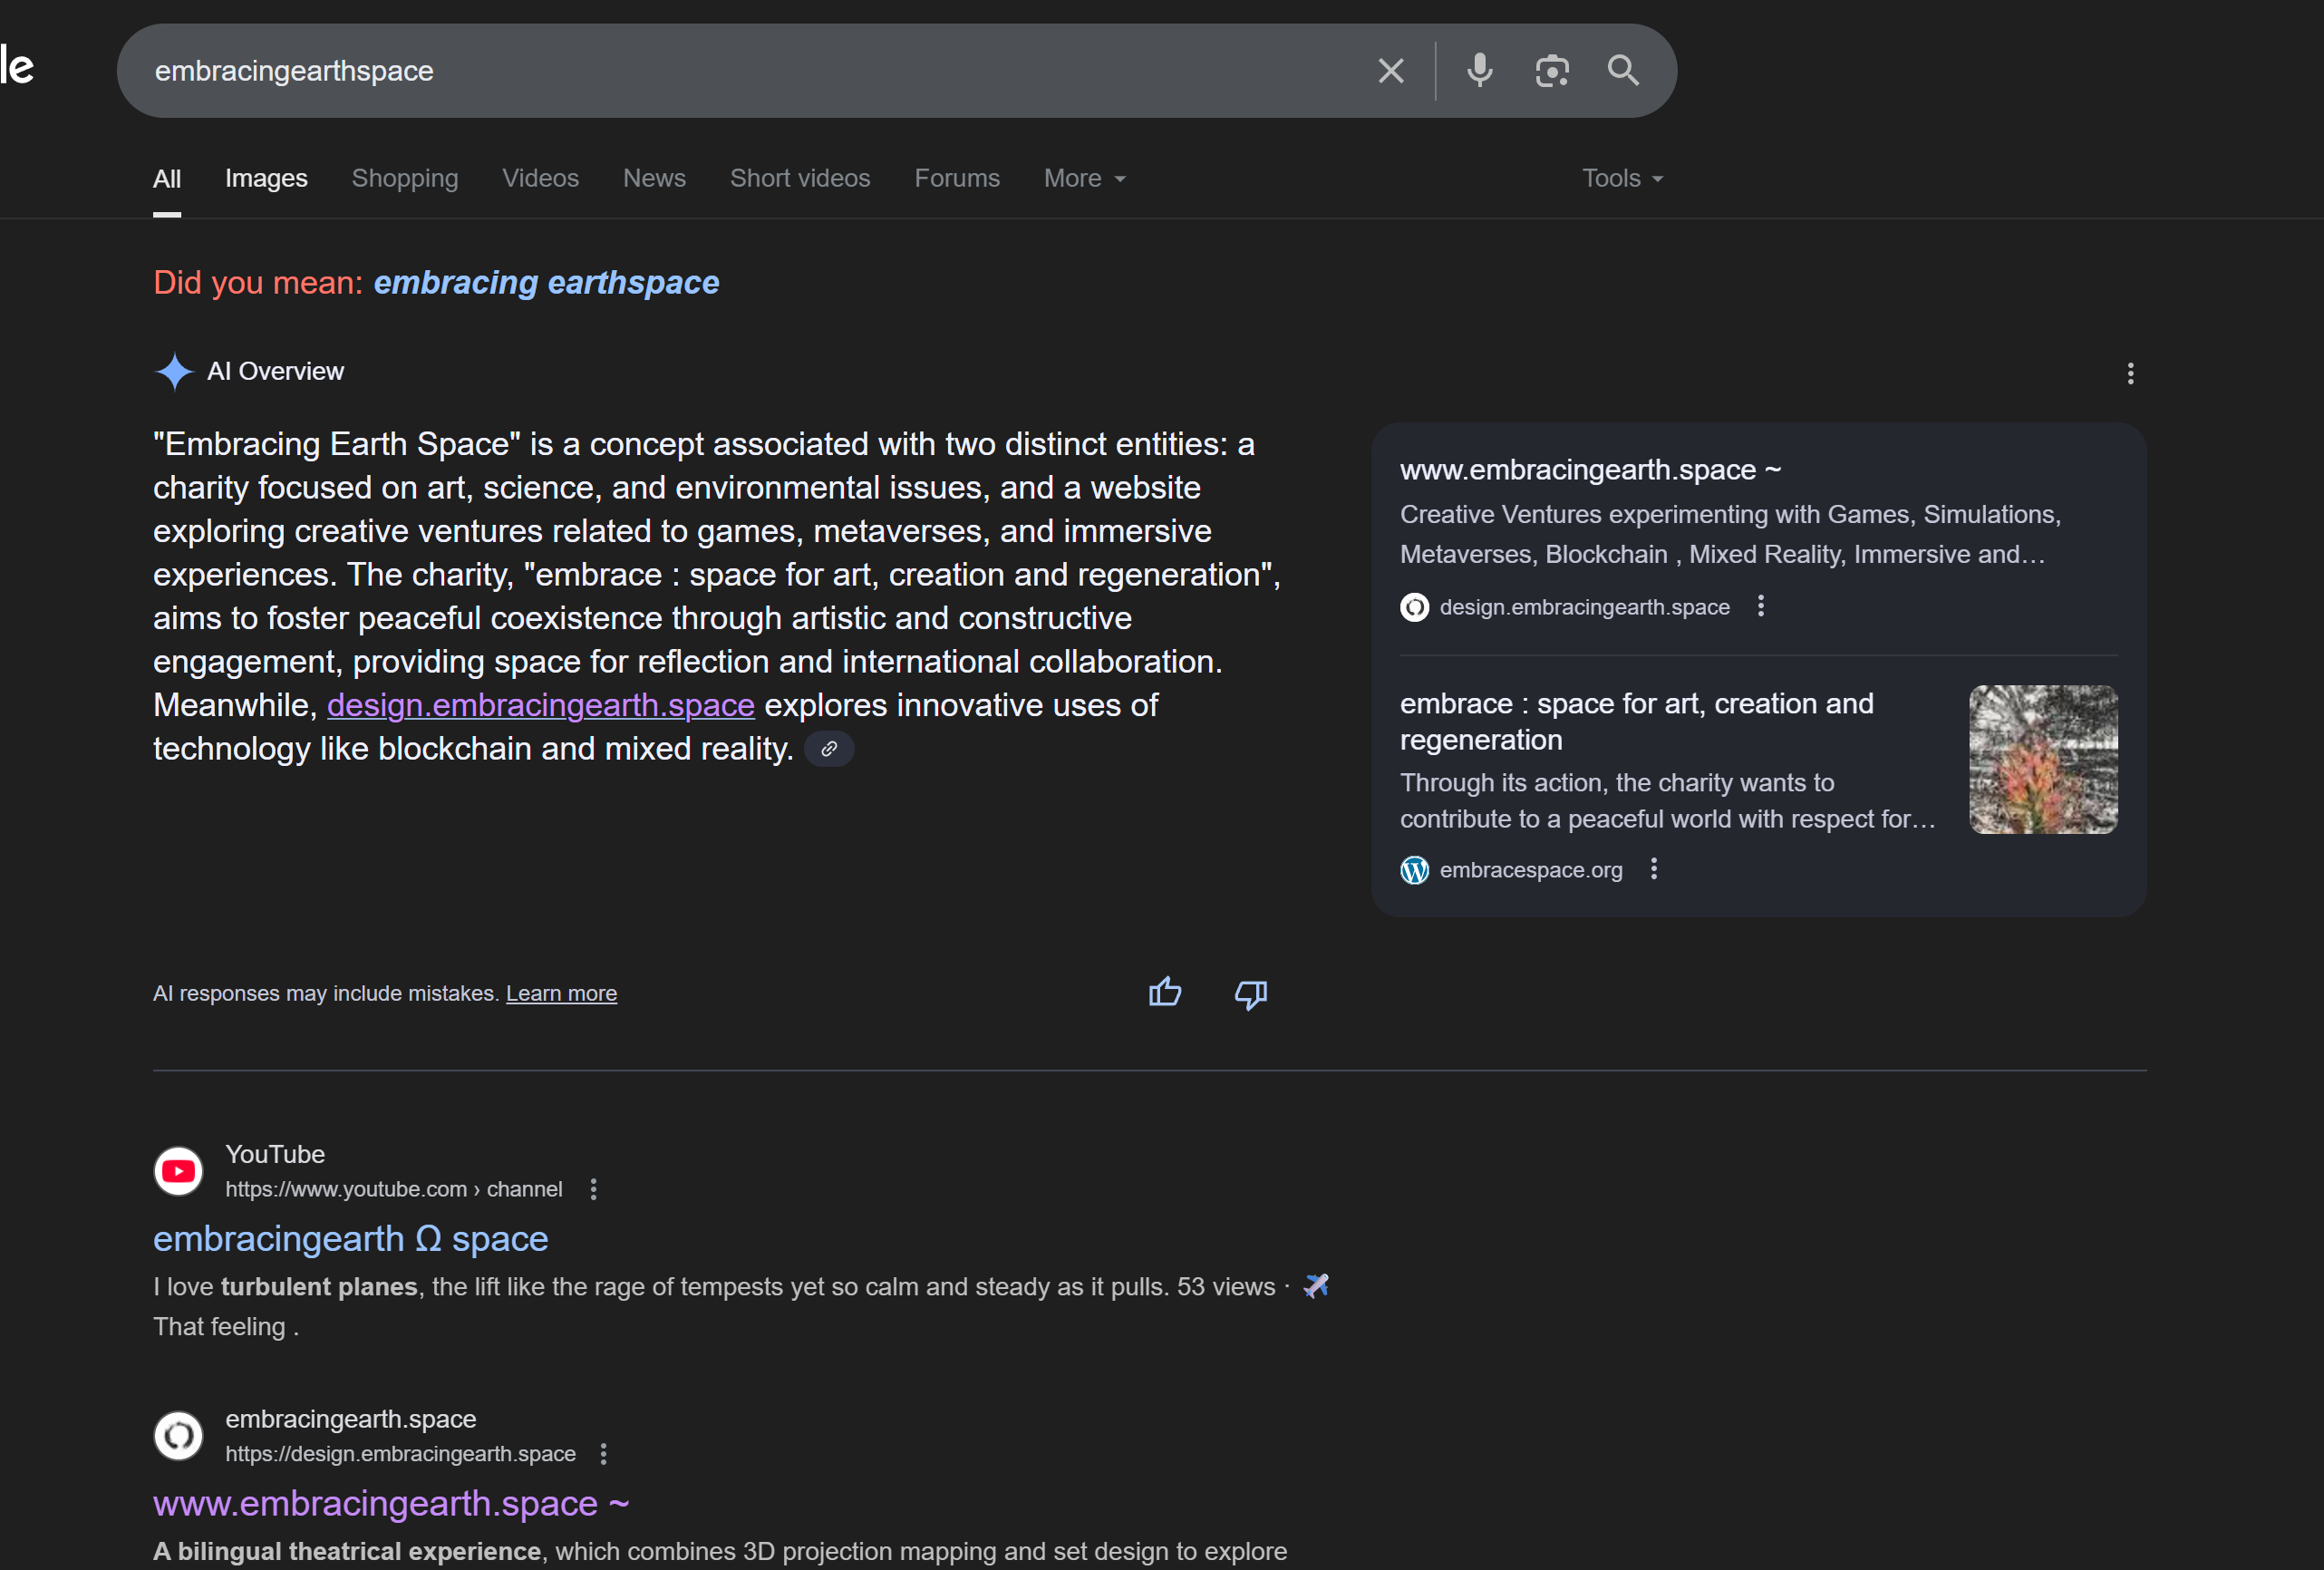 le
embracingearthspace
All Images Shopping Videos News Short videos Forums More Tools
Did you mean: embracing earthspace
AI Overview
"Embracing Earth Space" is a concept associated with two distinct entities: a
charity focused on art, science, and environmental issues, and a website
exploring creative ventures related to games, metaverses, and immersive
experiences. The charity, "embrace : space for art, creation and regeneration",
aims to foster peaceful coexistence through artistic and constructive
engagement, providing space for reflection and international collaboration.
Meanwhile, design.embracingearth.space explores innovative uses of
technology like blockchain and mixed reality.
www.embracingearth.space ~
Creative Ventures experimenting with Games, Simulations,
Metaverses, Blockchain , Mixed Reality, Immersive and…
design.embracingearth.space
embrace : space for art, creation and
regeneration
Through its action, the charity wants to
contribute to a peaceful world with respect for…
embracespace.org
AI responses may include mistakes. Learn more
YouTube
https://www.youtube.com › channel
embracingearth Ω space
I love turbulent planes, the lift like the rage of tempests yet so calm and steady as it pulls. 53 views · ✈️
That feeling .
embracingearth.space
https://design.embracingearth.space
www.embracingearth.space ~
A bilingual theatrical experience, which combines 3D projection mapping and set design to explore